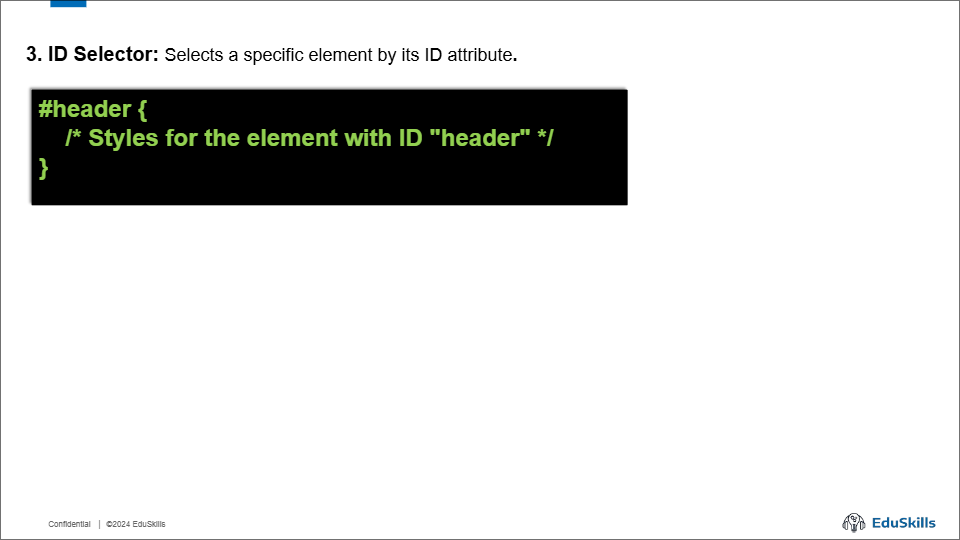 3. ID Selector: Selects a specific element by its ID attribute.
#header {
    /* Styles for the element with ID "header" */
}
Confidential | ©2024 EduSkills
EduSkills